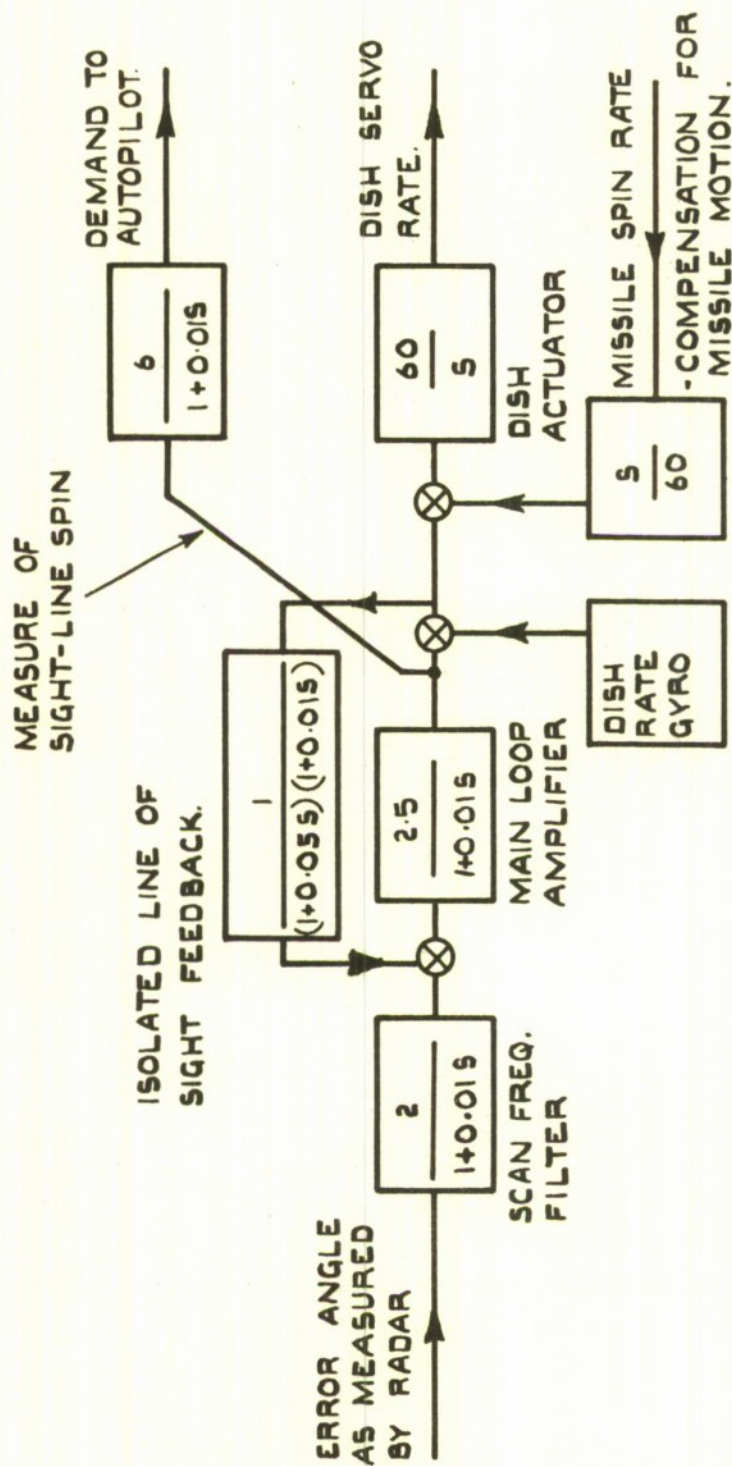 MEASURE OF
SIGHT-LINE SPIN
DEMAND TO
AUTOPILOT.
6
1+0·01S
ISOLATED LINE OF
SIGHT FEEDBACK.
1
(1+0·05S)(1+0·01S)
ERROR ANGLE
AS MEASURED
BY RADAR
2
1+0·01S
SCAN FREQ.
FILTER
2·5
1+0·01S
MAIN LOOP
AMPLIFIER
60
S
DISH
ACTUATOR
DISH SERVO
RATE.
DISH
RATE
GYRO
S
60
MISSILE SPIN RATE
-COMPENSATION FOR
MISSILE MOTION.